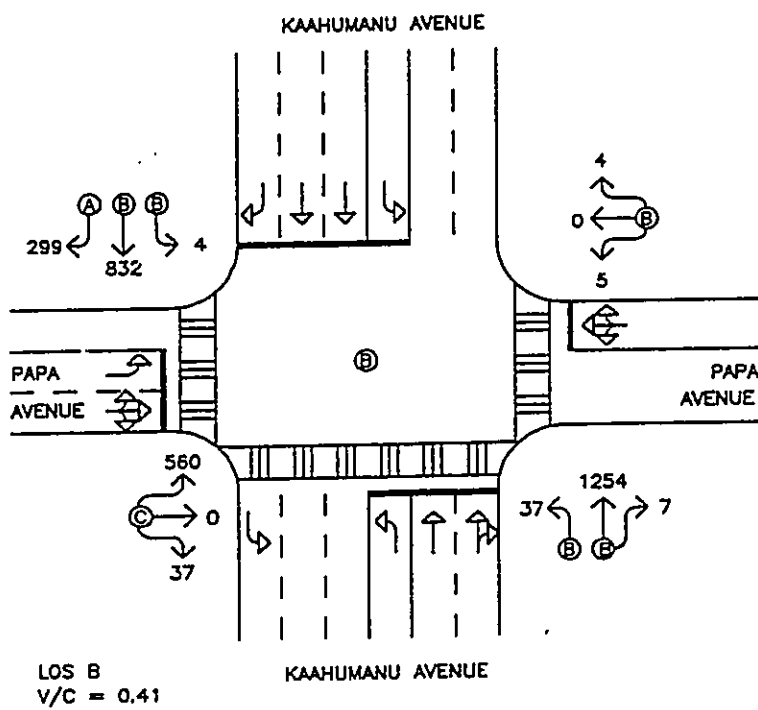 KAAHUMANU AVENUE
A B B
299 832 4
4
0 B
5
PAPA
AVENUE
B
PAPA
AVENUE
560
C 0
37
1254
37 7
B B
LOS B
V/C = 0.41
KAAHUMANU AVENUE